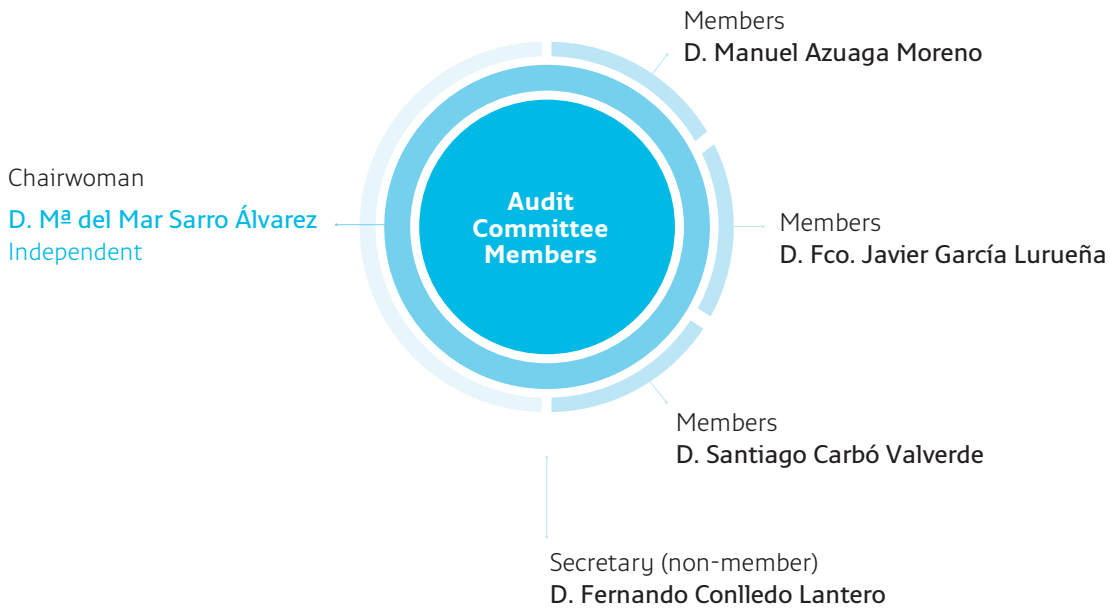 Members
D. Manuel Azuaga Moreno
Chairwoman
D. Mª del Mar Sarro Álvarez
Independent
Audit
Committee
Members
Members
D. Fco. Javier García Lurueña
Members
D. Santiago Carbó Valverde
Secretary (non-member)
D. Fernando Conlledo Lantero